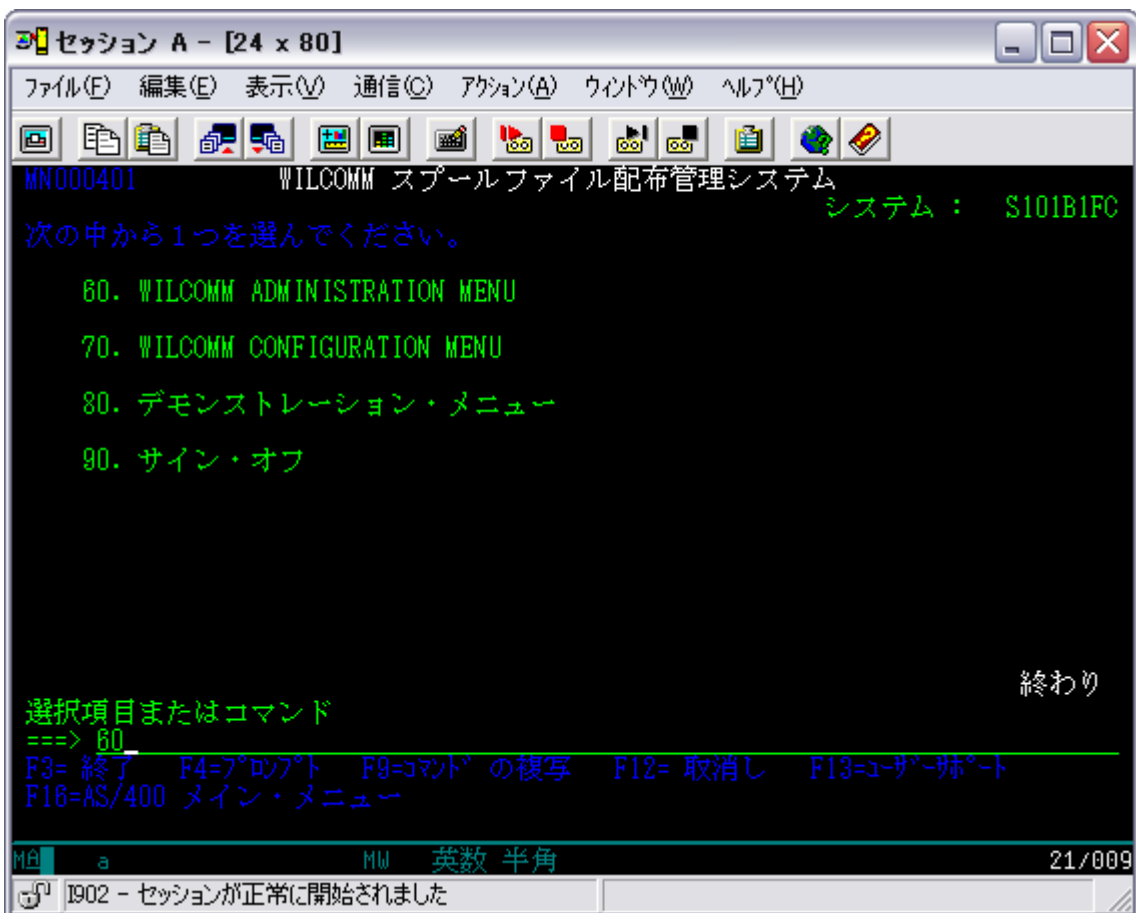 セッション A - [24 x 80]
ファイル(F) 編集(E) 表示(V) 通信(C) アクション(A) ウィンドウ(W) ヘルプ(H)
MN000401 WILCOMM スプールファイル配布管理システム
システム : S101B1FC
次の中から1つを選んでください。
60. WILCOMM ADMINISTRATION MENU
70. WILCOMM CONFIGURATION MENU
80. デモンストレーション・メニュー
90. サイン・オフ
終わり
選択項目またはコマンド
===> 60
F3= 終了 F4=プロンプト F9=コマンド の複写 F12= 取消し F13=ユーザーサポート
F16=AS/400 メイン・メニュー
MA a MW 英数 半角 21/009
I902 - セッションが正常に開始されました